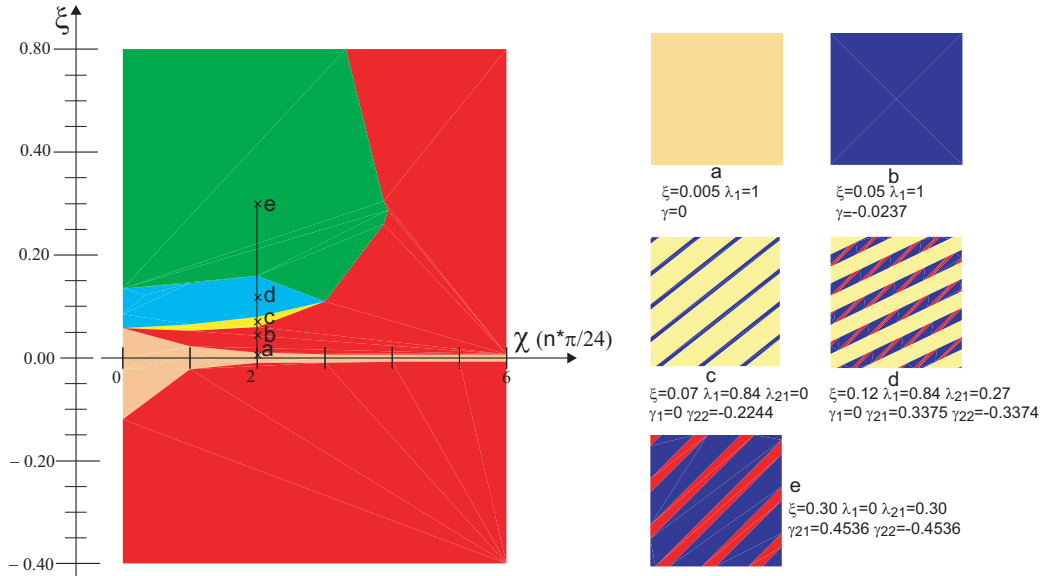 ξ
0.80
0.40
0.20
0.00
– 0.20
– 0.40
e
d
c
b
a
χ (n*π/24)
0
2
6
a
ξ=0.005 λ1=1
γ=0
b
ξ=0.05 λ1=1
γ=-0.0237
c
ξ=0.07 λ1=0.84 λ21=0
γ1=0 γ22=-0.2244
d
ξ=0.12 λ1=0.84 λ21=0.27
γ1=0 γ21=0.3375 γ22=-0.3374
e
ξ=0.30 λ1=0 λ21=0.30
γ21=0.4536 γ22=-0.4536